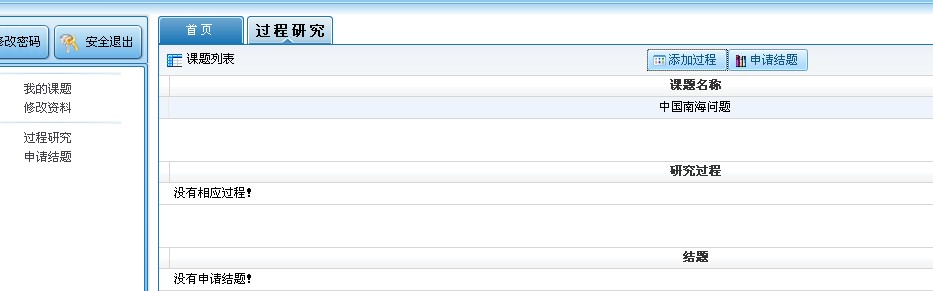 修改密码
安全退出
首页
过程研究
课题列表
添加过程
申请结题
我的课题
修改资料
过程研究
申请结题
课题名称
中国南海问题
研究过程
没有相应过程!
结题
没有申请结题!